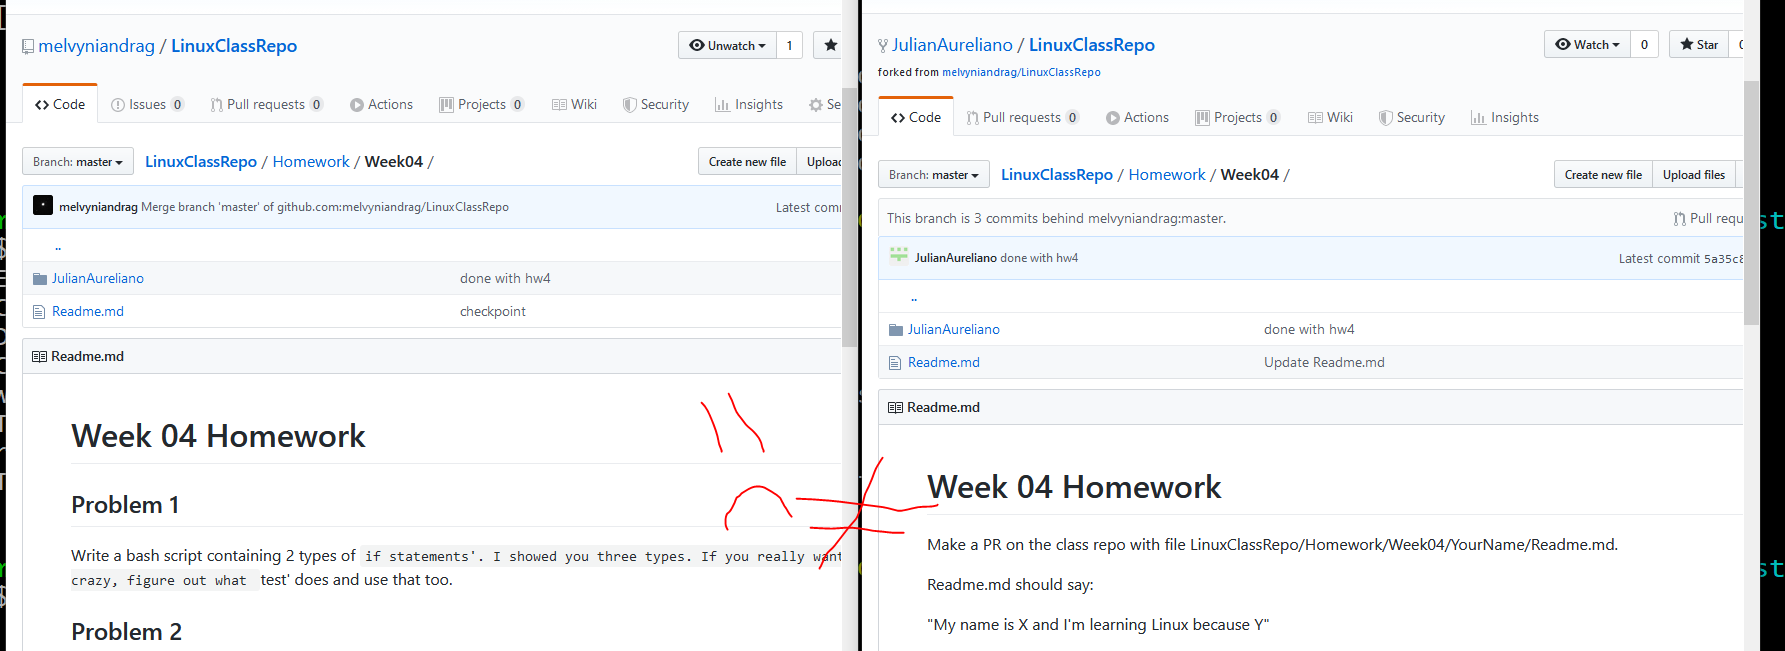 melvyniandrag / LinuxClassRepo
Unwatch 1
<> Code Issues 0 Pull requests 0 Actions Projects 0 Wiki Security Insights Se
Branch: master LinuxClassRepo / Homework / Week04 /
Create new file Upload
melvyniandrag Merge branch 'master' of github.com:melvyniandrag/LinuxClassRepo Latest com
..
JulianAureliano done with hw4
Readme.md checkpoint
Readme.md
Week 04 Homework
Problem 1
Write a bash script containing 2 types of if statements'. I showed you three types. If you really want
crazy, figure out what test' does and use that too.
Problem 2
JulianAureliano / LinuxClassRepo
Watch 0 Star
forked from melvyniandrag/LinuxClassRepo
<> Code Pull requests 0 Actions Projects 0 Wiki Security Insights
Branch: master LinuxClassRepo / Homework / Week04 /
Create new file Upload files
This branch is 3 commits behind melvyniandrag:master. Pull requ
JulianAureliano done with hw4 Latest commit 5a35c8
..
JulianAureliano done with hw4
Readme.md Update Readme.md
Readme.md
Week 04 Homework
Make a PR on the class repo with file LinuxClassRepo/Homework/Week04/YourName/Readme.md.
Readme.md should say:
"My name is X and I'm learning Linux because Y"
st
st